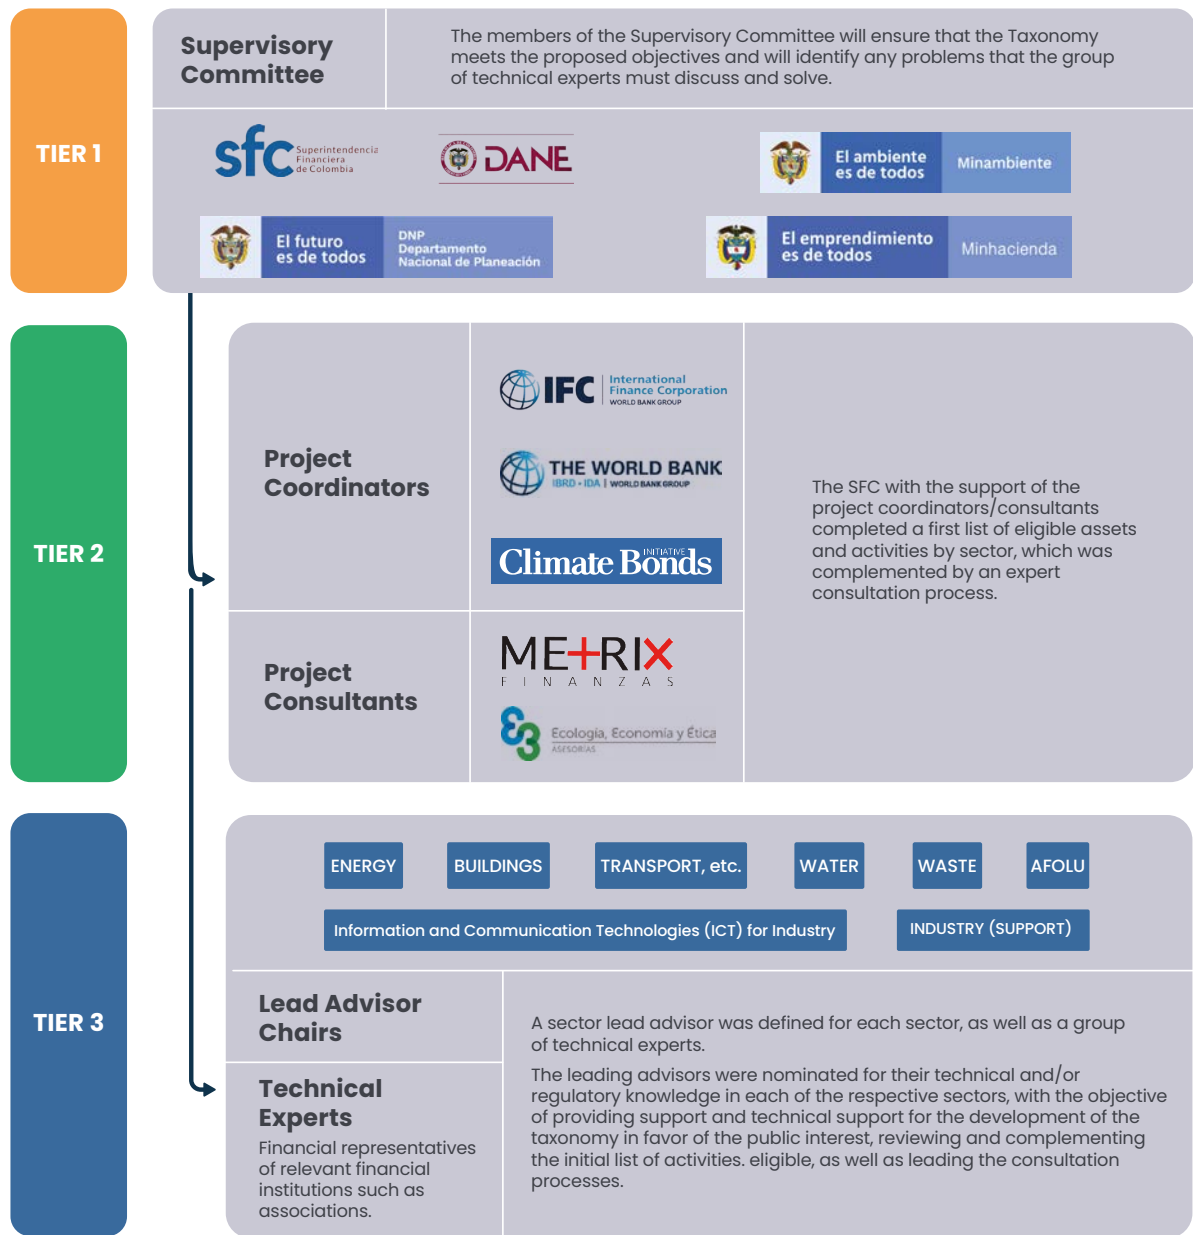 TIER 1
Supervisory
Committee
The members of the Supervisory Committee will ensure that the Taxonomy
meets the proposed objectives and will identify any problems that the group
of technical experts must discuss and solve.
sfc Superintendencia
Financiera
de Colombia
DANE
El ambiente
es de todos
Minambiente
El futuro
es de todos
DNP
Departamento
Nacional de Planeación
El emprendimiento
es de todos
Minhacienda
TIER 2
Project
Coordinators
IFC
International
Finance Corporation
WORLD BANK GROUP
THE WORLD BANK
IBRD • IDA | WORLD BANK GROUP
Climate Bonds
INITIATIVE
The SFC with the support of the
project coordinators/consultants
completed a first list of eligible assets
and activities by sector, which was
complemented by an expert
consultation process.
Project
Consultants
METRIX
FINANZAS
E3
Ecología, Economía y Ética
ASESORÍAS
TIER 3
ENERGY
BUILDINGS
TRANSPORT, etc.
WATER
WASTE
AFOLU
Information and Communication Technologies (ICT) for Industry
INDUSTRY (SUPPORT)
Lead Advisor
Chairs
Technical
Experts
Financial representatives
of relevant financial
institutions such as
associations.
A sector lead advisor was defined for each sector, as well as a group
of technical experts.
The leading advisors were nominated for their technical and/or
regulatory knowledge in each of the respective sectors, with the objective
of providing support and technical support for the development of the
taxonomy in favor of the public interest, reviewing and complementing
the initial list of activities. eligible, as well as leading the consultation
processes.